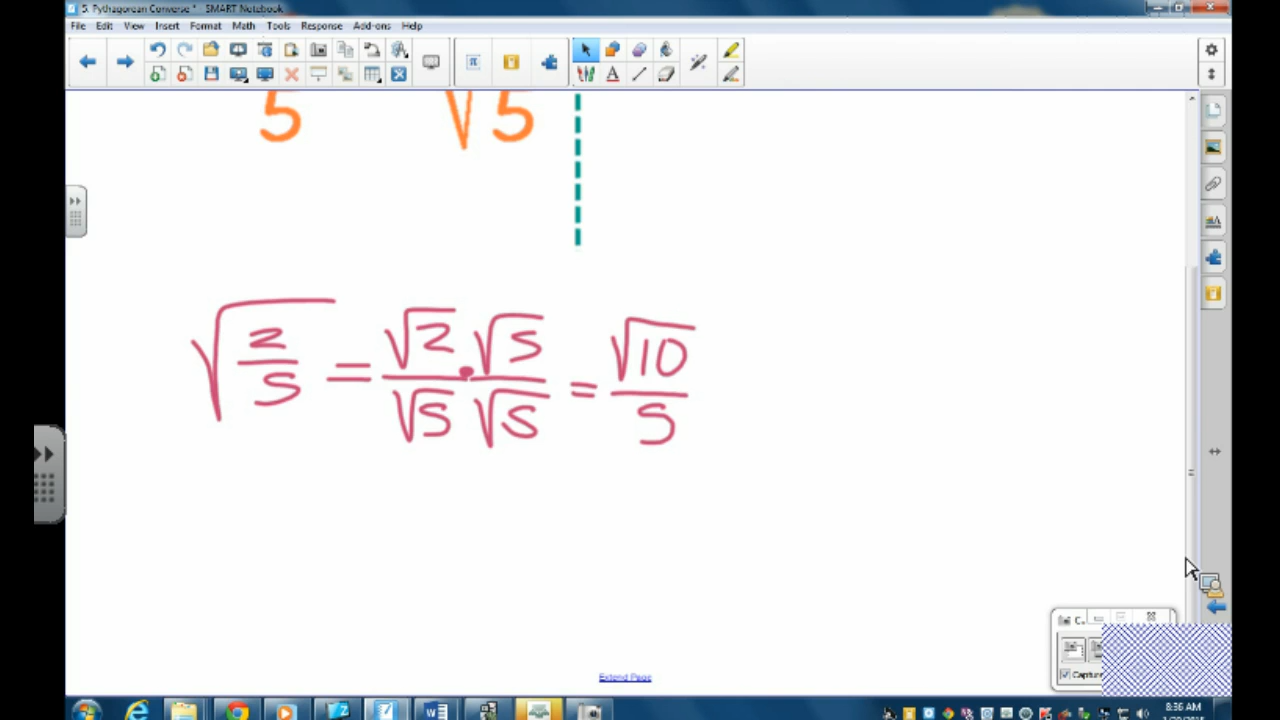 5. Pythagorean Converse * - SMART Notebook
File Edit View Insert Format Math Tools Response Add-ons Help
5 √5
√(2/5) = √2/√5 · √5/√5 = √10/5
Extend Page
C..
Capture
8:36 AM